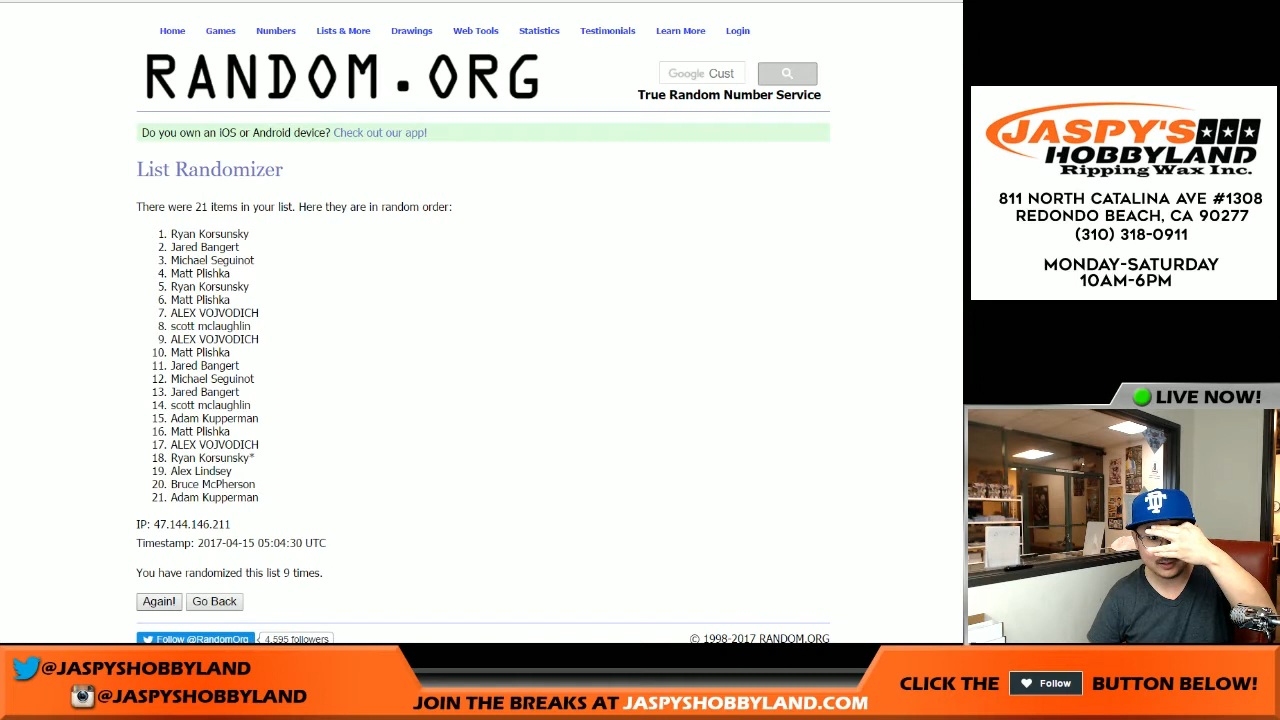 Home Games Numbers Lists & More Drawings Web Tools Statistics Testimonials Learn More Login
RANDOM.ORG
Google Cust
True Random Number Service
Do you own an iOS or Android device? Check out our app!
List Randomizer
There were 21 items in your list. Here they are in random order:
1. Ryan Korsunsky
2. Jared Bangert
3. Michael Seguinot
4. Matt Plishka
5. Ryan Korsunsky
6. Matt Plishka
7. ALEX VOJVODICH
8. scott mclaughlin
9. ALEX VOJVODICH
10. Matt Plishka
11. Jared Bangert
12. Michael Seguinot
13. Jared Bangert
14. scott mclaughlin
15. Adam Kupperman
16. Matt Plishka
17. ALEX VOJVODICH
18. Ryan Korsunsky*
19. Alex Lindsey
20. Bruce McPherson
21. Adam Kupperman
IP: 47.144.146.211
Timestamp: 2017-04-15 05:04:30 UTC
You have randomized this list 9 times.
Again! Go Back
Follow @RandomOrg 4,595 followers
© 1998-2017 RANDOM.ORG
JASPY'S
HOBBYLAND
Ripping Wax Inc.
811 NORTH CATALINA AVE #1308
REDONDO BEACH, CA 90277
(310) 318-0911
MONDAY-SATURDAY
10AM-6PM
LIVE NOW!
@JASPYSHOBBYLAND
@JASPYSHOBBYLAND
JOIN THE BREAKS AT JASPYSHOBBYLAND.COM
CLICK THE Follow BUTTON BELOW!